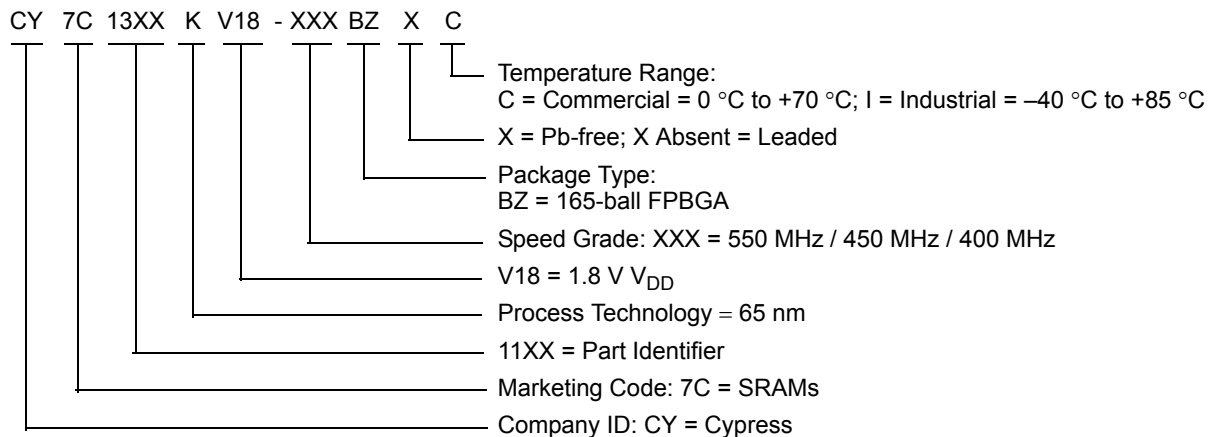 CY 7C 13XX K V18 - XXX BZ X C
Temperature Range:
C = Commercial = 0 °C to +70 °C; I = Industrial = –40 °C to +85 °C
X = Pb-free; X Absent = Leaded
Package Type:
BZ = 165-ball FPBGA
Speed Grade: XXX = 550 MHz / 450 MHz / 400 MHz
V18 = 1.8 V VDD
Process Technology = 65 nm
11XX = Part Identifier
Marketing Code: 7C = SRAMs
Company ID: CY = Cypress